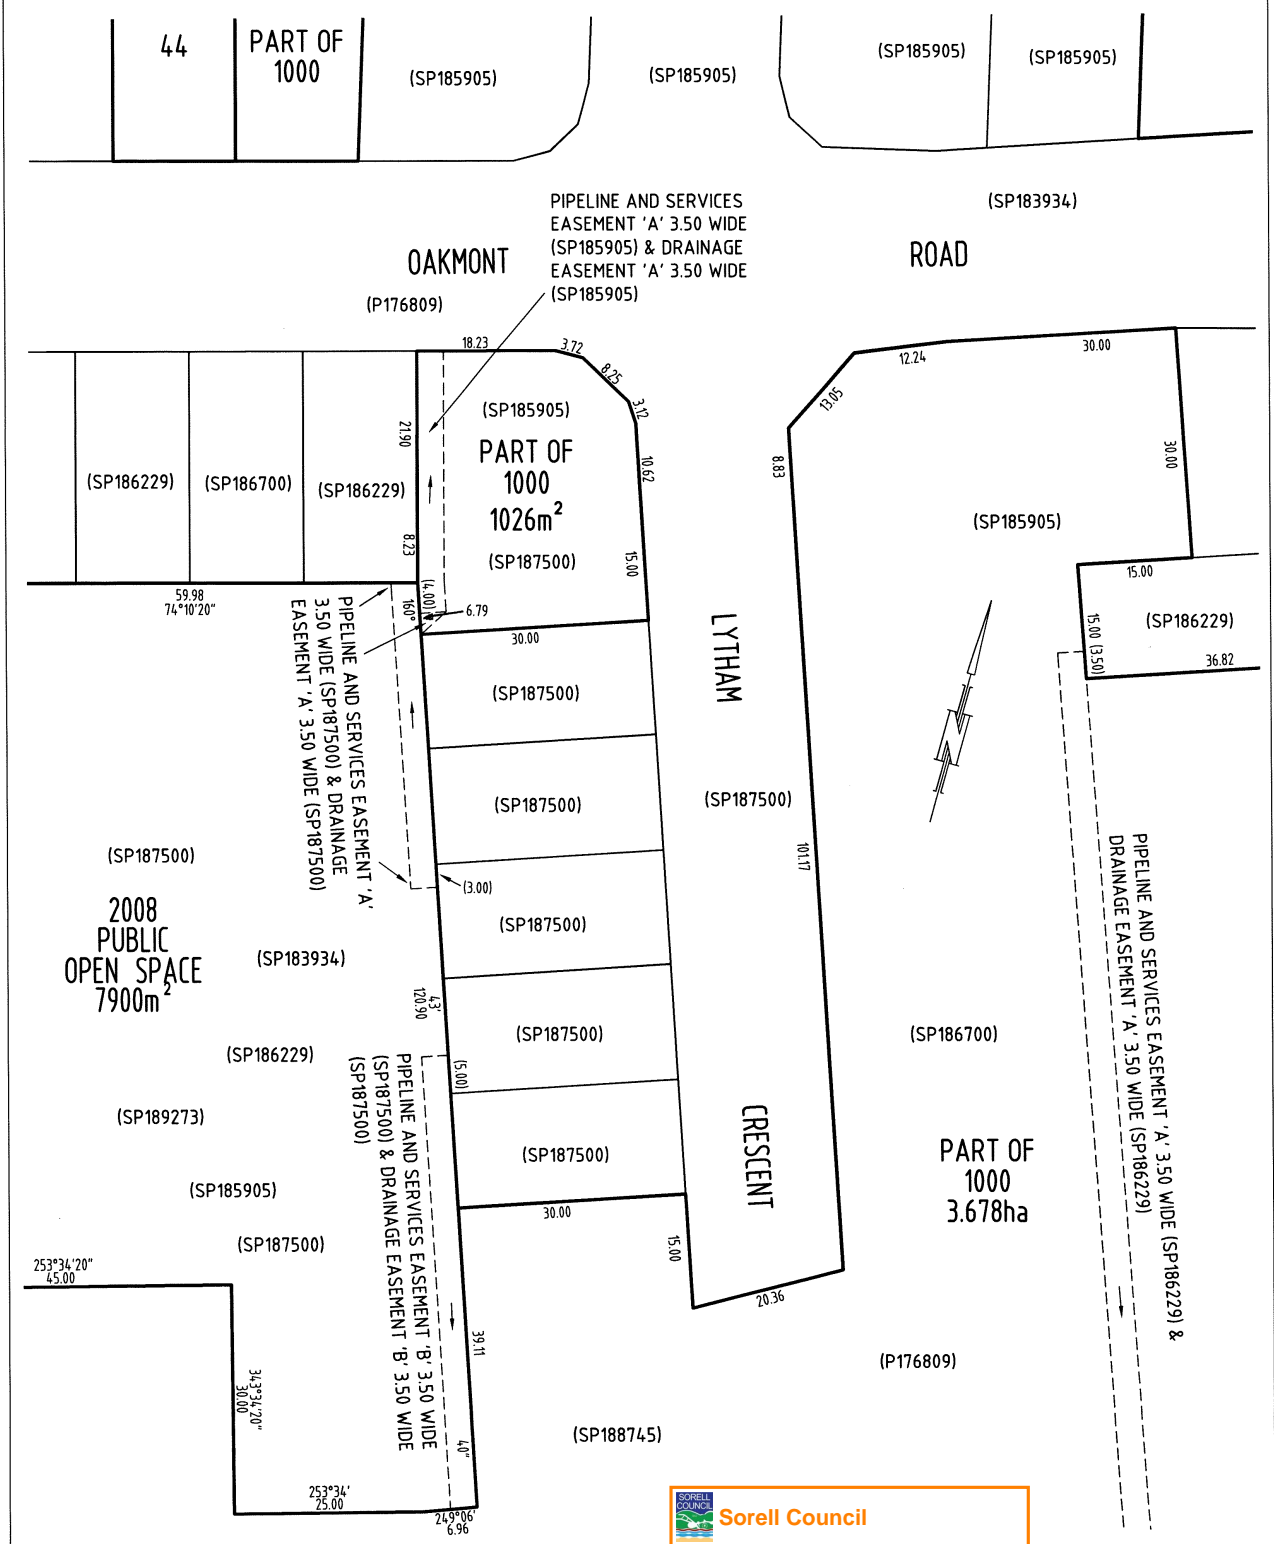 44
PART OF
1000
(SP185905)
(SP185905)
(SP185905)
(SP185905)
(SP183934)
PIPELINE AND SERVICES
EASEMENT 'A' 3.50 WIDE
(SP185905) & DRAINAGE
EASEMENT 'A' 3.50 WIDE
(SP185905)
OAKMONT
ROAD
(P176809)
18.23
3.72
8.25
3.12
10.62
15.00
12.24
30.00
13.05
8.83
30.00
21.90
8.23
(SP185905)
PART OF
1000
1026m²
(SP187500)
(SP186229)
(SP186700)
(SP186229)
(SP185905)
15.00
(SP186229)
15.00
(3.50)
36.82
59.98
74°10'20"
(4.00)
160°
6.79
30.00
PIPELINE AND SERVICES EASEMENT 'A'
3.50 WIDE (SP187500) & DRAINAGE
EASEMENT 'A' 3.50 WIDE (SP187500)
LYTHAM
(SP187500)
(SP187500)
(SP187500)
101.17
(SP187500)
(3.00)
(SP187500)
2008
PUBLIC
OPEN SPACE
7900m²
(SP183934)
(SP187500)
43'
120.90
(SP187500)
(SP186700)
PIPELINE AND SERVICES EASEMENT 'A' 3.50 WIDE (SP186229) &
DRAINAGE EASEMENT 'A' 3.50 WIDE (SP186229)
(SP186229)
(5.00)
(SP189273)
PIPELINE AND SERVICES EASEMENT 'B' 3.50 WIDE
(SP187500) & DRAINAGE EASEMENT 'B' 3.50 WIDE
(SP187500)
(SP187500)
CRESCENT
PART OF
1000
3.678ha
(SP185905)
30.00
15.00
(SP187500)
253°34'20"
45.00
20.36
39.11
343°34'20"
30.00
(P176809)
(SP188745)
40"
253°34'
25.00
249°06'
6.96
SORELL
COUNCIL
Sorell Council